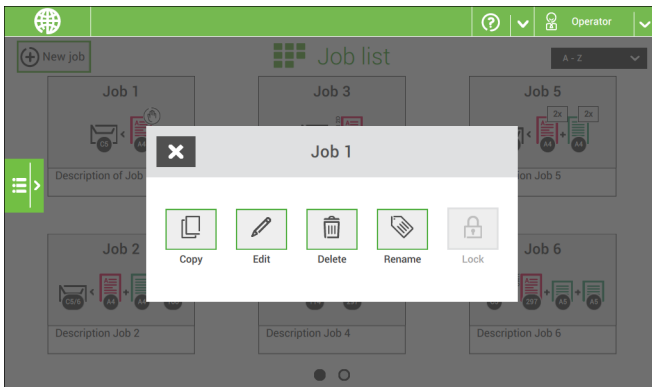 Operator
New job
Job list
A - Z
Job 1
Job 3
Job 5
2x
2x
C5
A4
A4
A4
Description of Job
ion Job 5
Job 1
Copy
Edit
Delete
Rename
Lock
Job 2
Job 6
C5/6
A4
297
A5
A5
Description Job 2
Description Job 4
Description Job 6